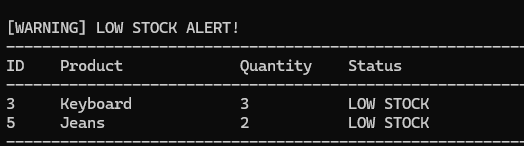 [WARNING] LOW STOCK ALERT!
----------------------------------------------------------
ID    Product             Quantity    Status
----------------------------------------------------------
3     Keyboard            3           LOW STOCK
5     Jeans               2           LOW STOCK
----------------------------------------------------------